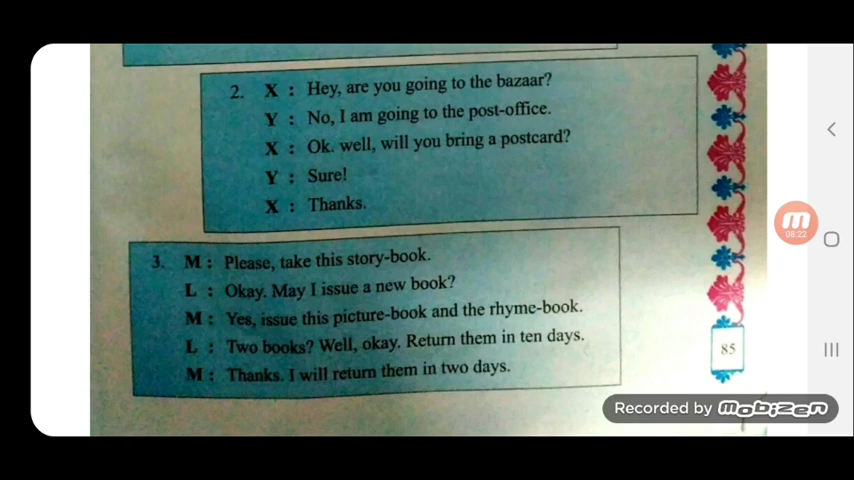 2. X : Hey, are you going to the bazaar?
Y : No, I am going to the post-office.
X : Ok. well, will you bring a postcard?
Y : Sure!
X : Thanks.
3. M : Please, take this story-book.
L : Okay. May I issue a new book?
M : Yes, issue this picture-book and the rhyme-book.
L : Two books? Well, okay. Return them in ten days.
M : Thanks. I will return them in two days.
85
08:22
Recorded by Mobizen